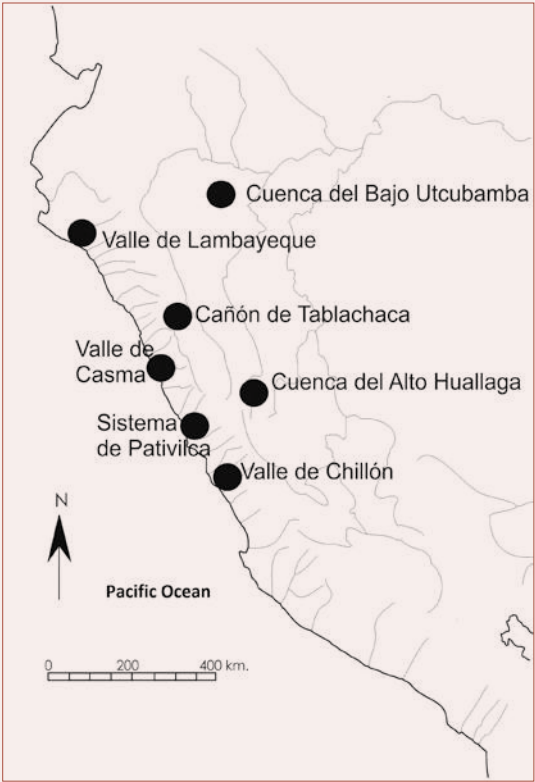 Cuenca del Bajo Utcubamba
Valle de Lambayeque
Cañón de Tablachaca
Valle de
Casma
Cuenca del Alto Huallaga
Sistema
de Pativilca
Valle de Chillón
N
Pacific Ocean
0 200 400 km.